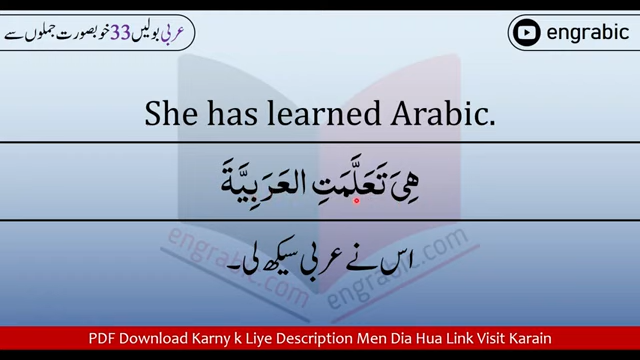 عربی بولیں 33 خوبصورت جملوں سے
engrabic
She has learned Arabic.
هِىَ تَعَلَّمَتِ العَرَبِيَّةَ
اس نے عربی سیکھ لی۔
engrabic.com
engrabic.com
PDF Download Karny k Liye Description Men Dia Hua Link Visit Karain